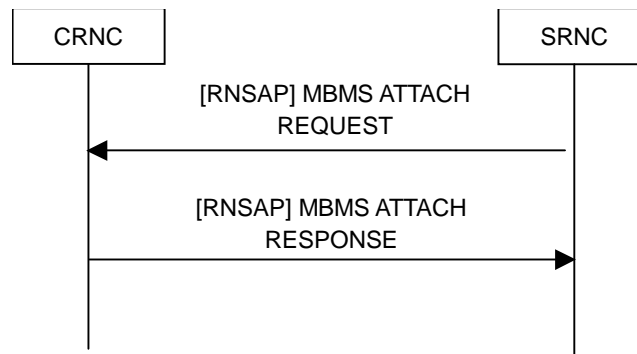 CRNC
SRNC
[RNSAP] MBMS ATTACH
REQUEST
[RNSAP] MBMS ATTACH
RESPONSE